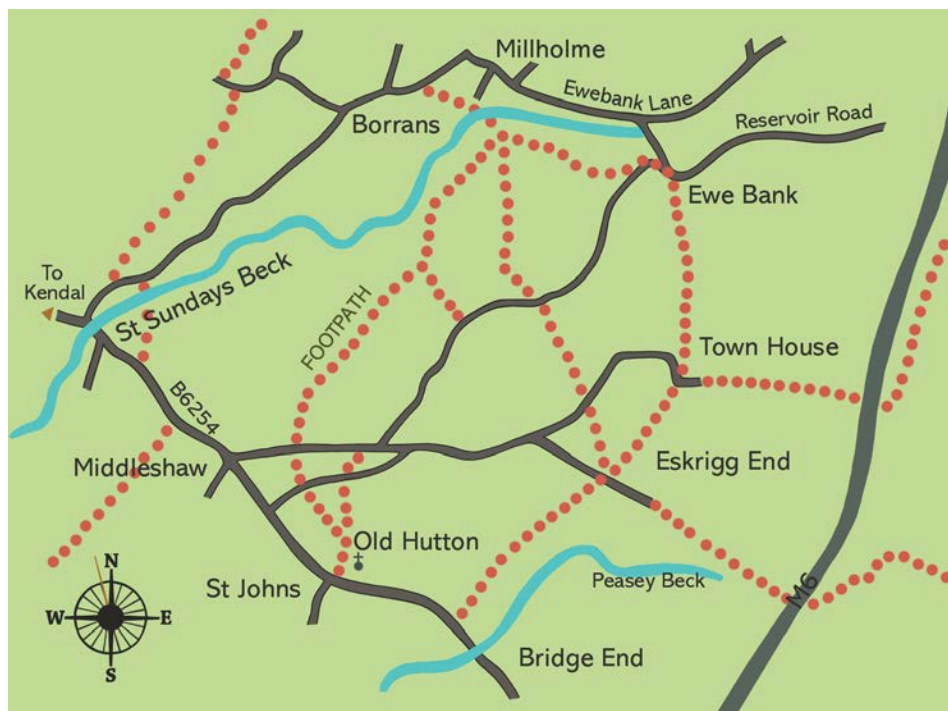 Millholme
Ewebank Lane
Reservoir Road
Borrans
Ewe Bank
To
Kendal
St Sundays Beck
FOOTPATH
Town House
B6254
Middleshaw
Eskrigg End
Old Hutton
St Johns
Peasey Beck
M6
Bridge End
N
W
E
S